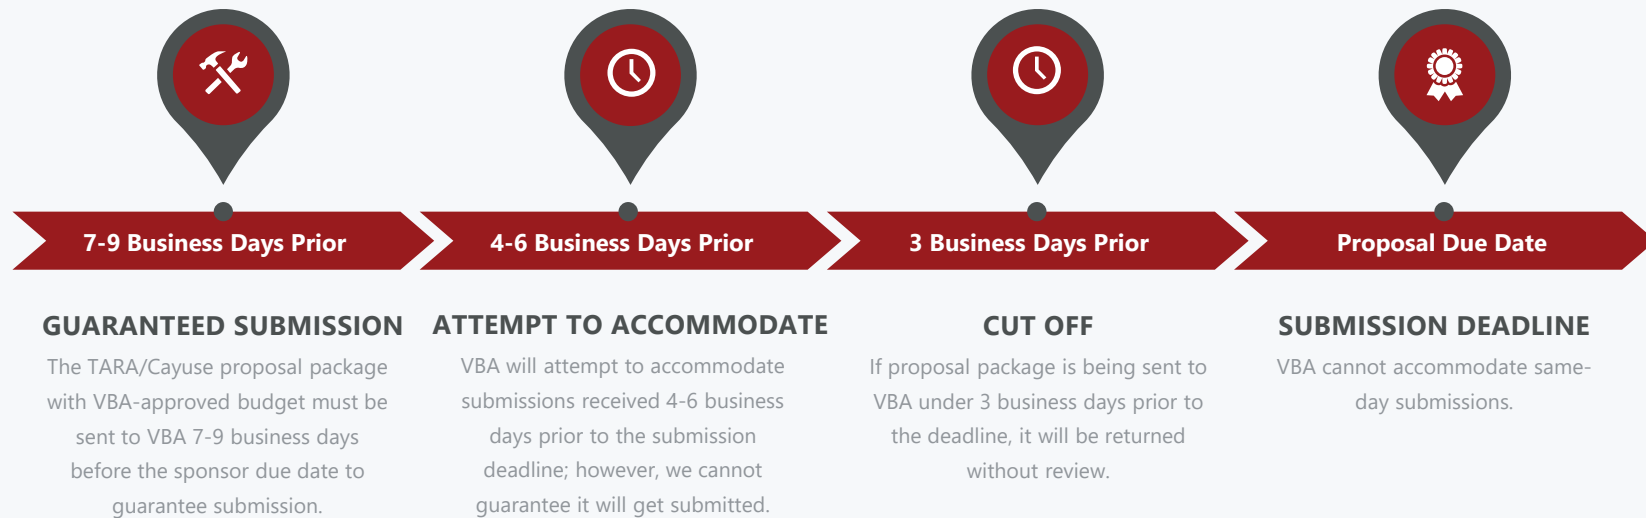 7-9 Business Days Prior
4-6 Business Days Prior
3 Business Days Prior
Proposal Due Date
GUARANTEED SUBMISSION
The TARA/Cayuse proposal package
with VBA-approved budget must be
sent to VBA 7-9 business days
before the sponsor due date to
guarantee submission.
ATTEMPT TO ACCOMMODATE
VBA will attempt to accommodate
submissions received 4-6 business
days prior to the submission
deadline; however, we cannot
guarantee it will get submitted.
CUT OFF
If proposal package is being sent to
VBA under 3 business days prior to
the deadline, it will be returned
without review.
SUBMISSION DEADLINE
VBA cannot accommodate same-
day submissions.